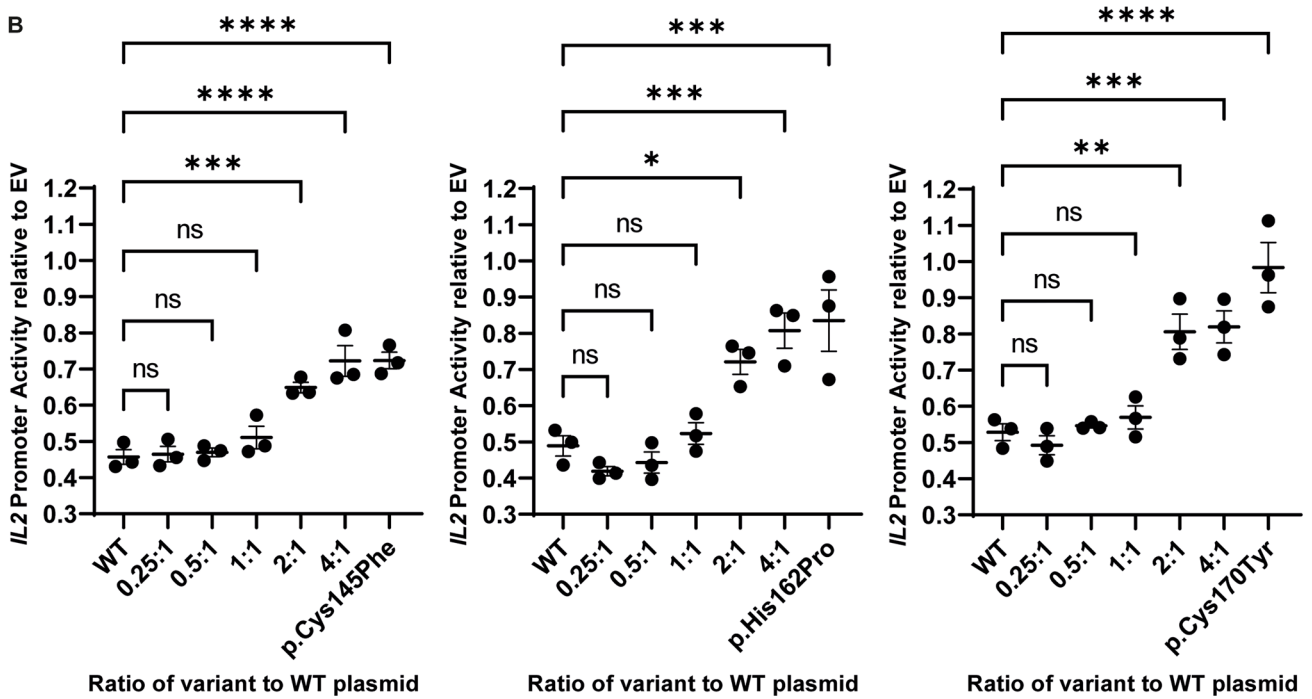 B
**** *** ****
**** *** ***
*** * **
ns ns ns
ns ns ns
ns ns ns
IL2 Promoter Activity relative to EV
1.2
1.1
1.0
0.9
0.8
0.7
0.6
0.5
0.4
0.3
WT
0.25:1
0.5:1
1:1
2:1
4:1
p.Cys145Phe
Ratio of variant to WT plasmid
IL2 Promoter Activity relative to EV
1.2
1.1
1.0
0.9
0.8
0.7
0.6
0.5
0.4
0.3
WT
0.25:1
0.5:1
1:1
2:1
4:1
p.His162Pro
Ratio of variant to WT plasmid
IL2 Promoter Activity relative to EV
1.2
1.1
1.0
0.9
0.8
0.7
0.6
0.5
0.4
0.3
WT
0.25:1
0.5:1
1:1
2:1
4:1
p.Cys170Tyr
Ratio of variant to WT plasmid